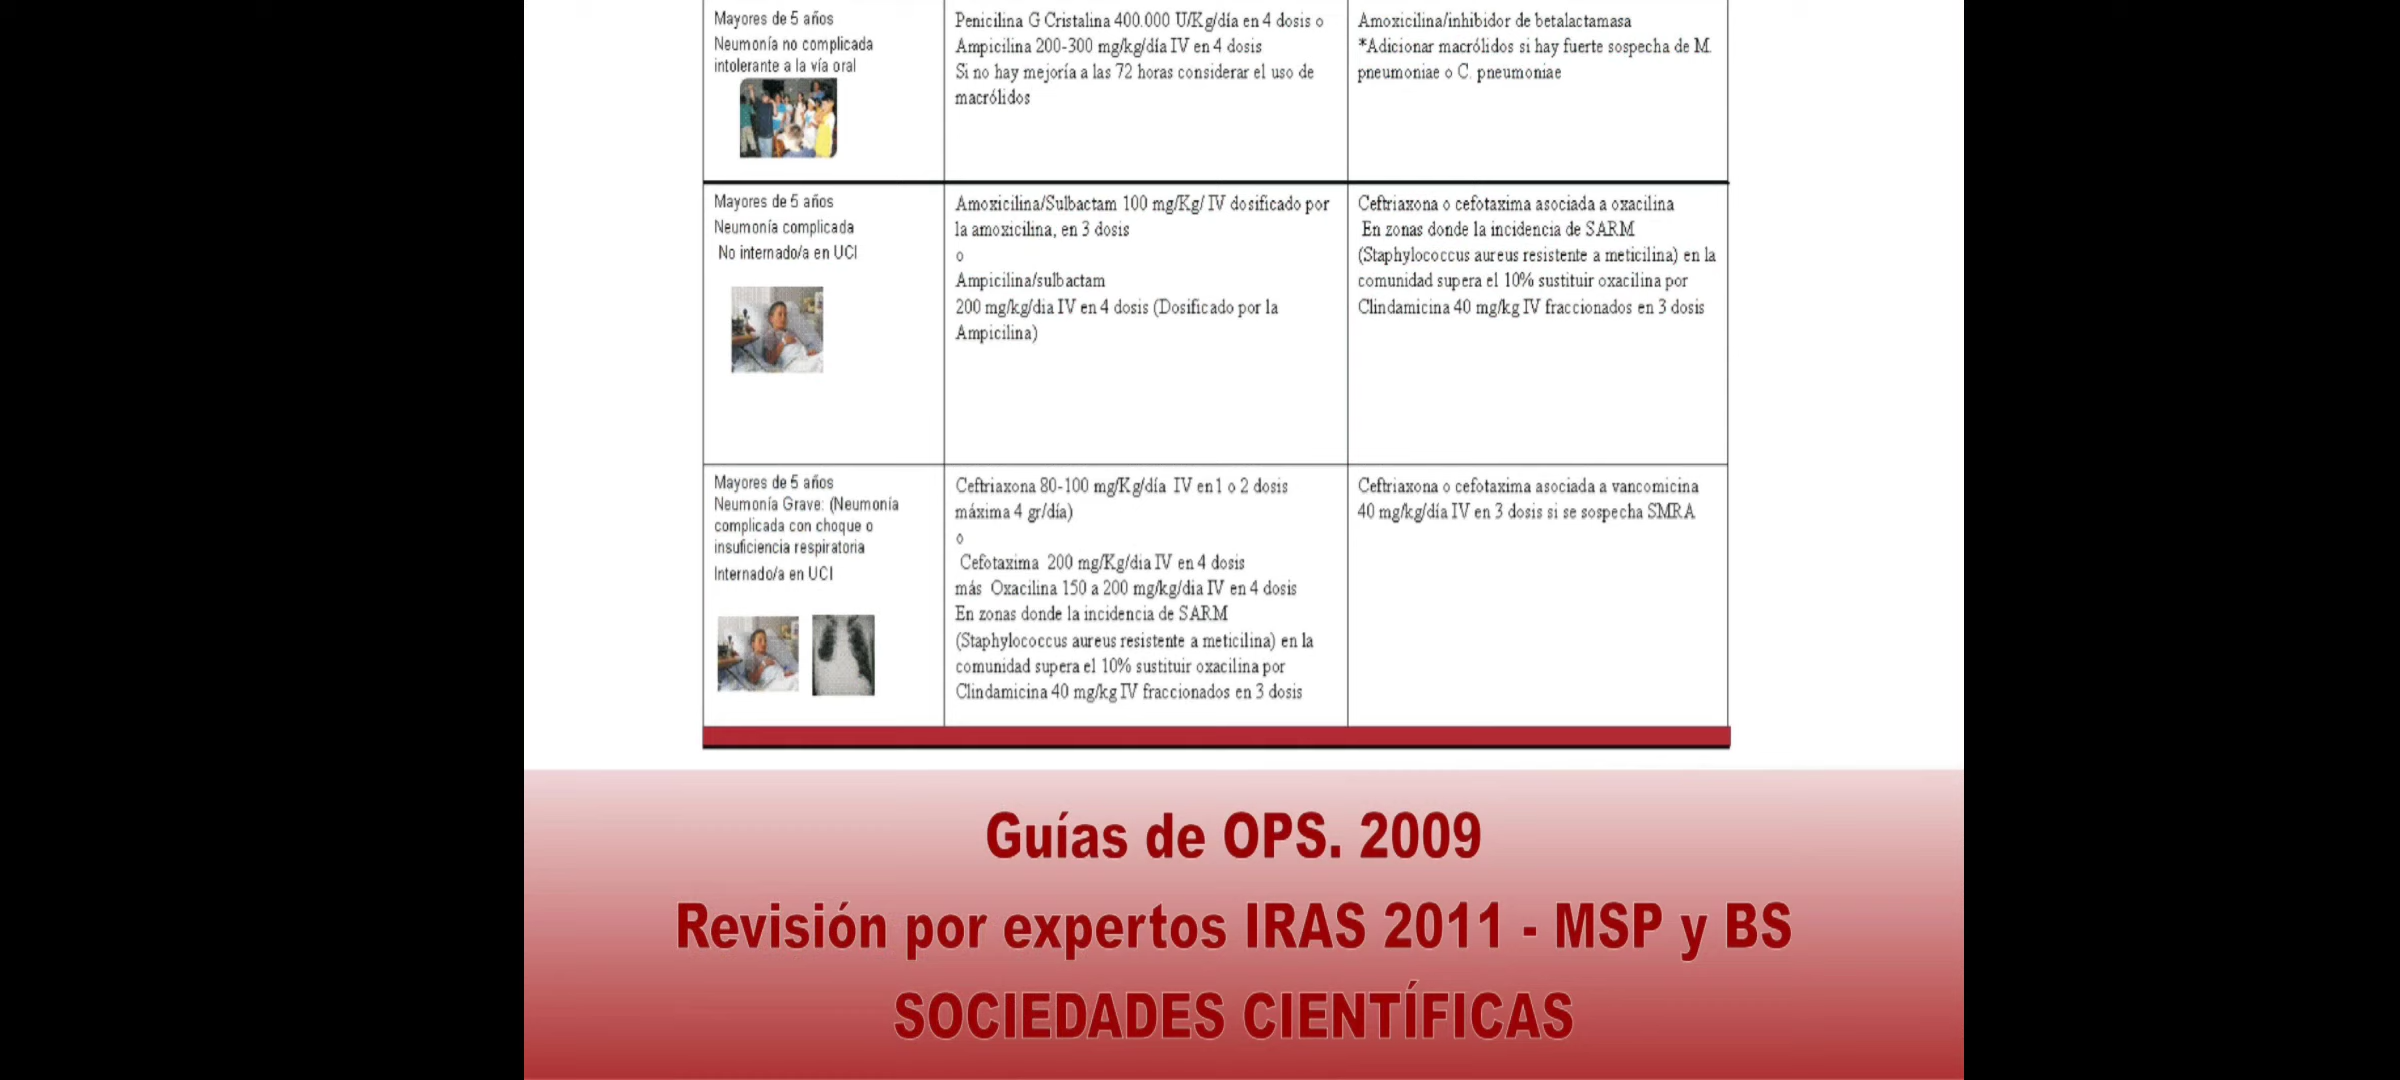 Mayores de 5 años
Neumonía no complicada
intolerante a la vía oral
Penicilina G Cristalina 400.000 U/Kg/día en 4 dosis o
Ampicilina 200-300 mg/kg/día IV en 4 dosis
Si no hay mejoría a las 72 horas considerar el uso de
macrólidos
Amoxicilina/inhibidor de betalactamasa
*Adicionar macrólidos si hay fuerte sospecha de M.
pneumoniae o C. pneumoniae
Mayores de 5 años
Neumonía complicada
No internado/a en UCI
Amoxicilina/Sulbactam 100 mg/Kg/ IV dosificado por
la amoxicilina, en 3 dosis
o
Ampicilina/sulbactam
200 mg/kg/dia IV en 4 dosis (Dosificado por la
Ampicilina)
Ceftriaxona o cefotaxima asociada a oxacilina
En zonas donde la incidencia de SARM
(Staphylococcus aureus resistente a meticilina) en la
comunidad supera el 10% sustituir oxacilina por
Clindamicina 40 mg/kg IV fraccionados en 3 dosis
Mayores de 5 años
Neumonía Grave: (Neumonía
complicada con choque o
insuficiencia respiratoria
Internado/a en UCI
Ceftriaxona 80-100 mg/Kg/día IV en 1 o 2 dosis
máxima 4 gr/día)
o
Cefotaxima 200 mg/Kg/dia IV en 4 dosis
más Oxacilina 150 a 200 mg/kg/dia IV en 4 dosis
En zonas donde la incidencia de SARM
(Staphylococcus aureus resistente a meticilina) en la
comunidad supera el 10% sustituir oxacilina por
Clindamicina 40 mg/kg IV fraccionados en 3 dosis
Ceftriaxona o cefotaxima asociada a vancomicina
40 mg/kg/día IV en 3 dosis si se sospecha SMRA
Guías de OPS. 2009
Revisión por expertos IRAS 2011 - MSP y BS
SOCIEDADES CIENTÍFICAS